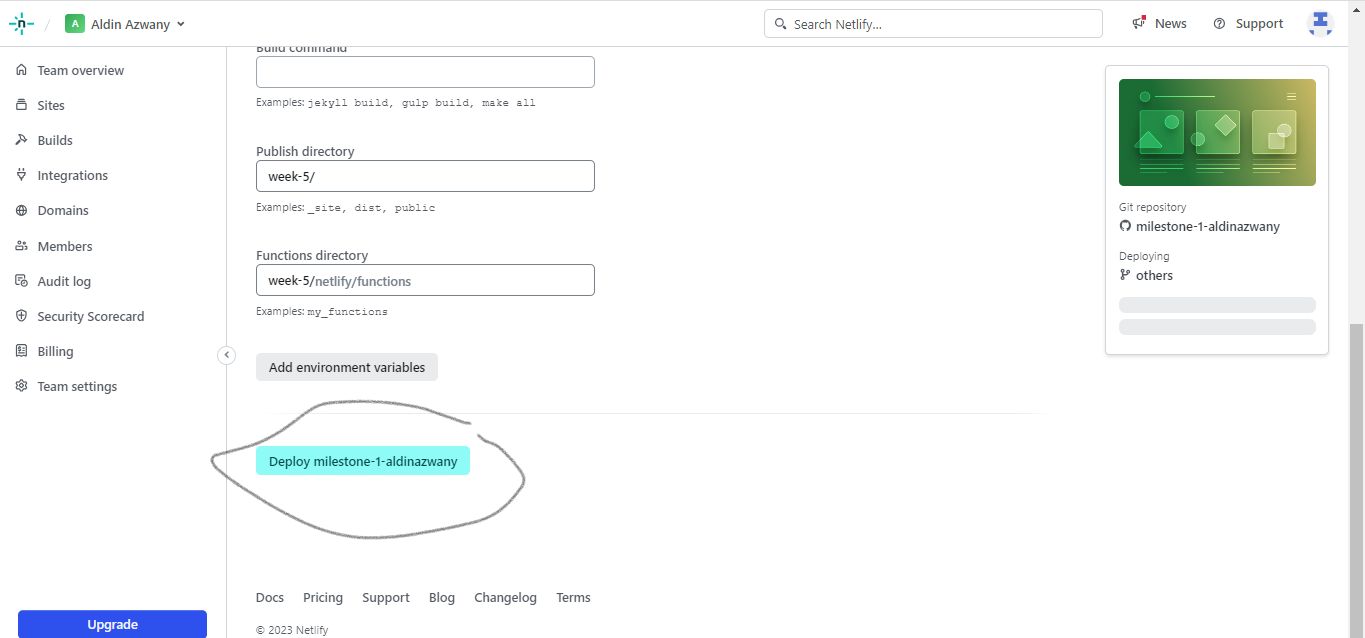 n / A Aldin Azwany
Search Netlify...
News
Support
Team overview
Sites
Builds
Integrations
Domains
Members
Audit log
Security Scorecard
Billing
Team settings
Upgrade
Build command
Examples: jekyll build, gulp build, make all
Publish directory
week-5/
Examples: _site, dist, public
Functions directory
week-5/netlify/functions
Examples: my_functions
Add environment variables
Deploy milestone-1-aldinazwany
Git repository
milestone-1-aldinazwany
Deploying
others
Docs Pricing Support Blog Changelog Terms
© 2023 Netlify